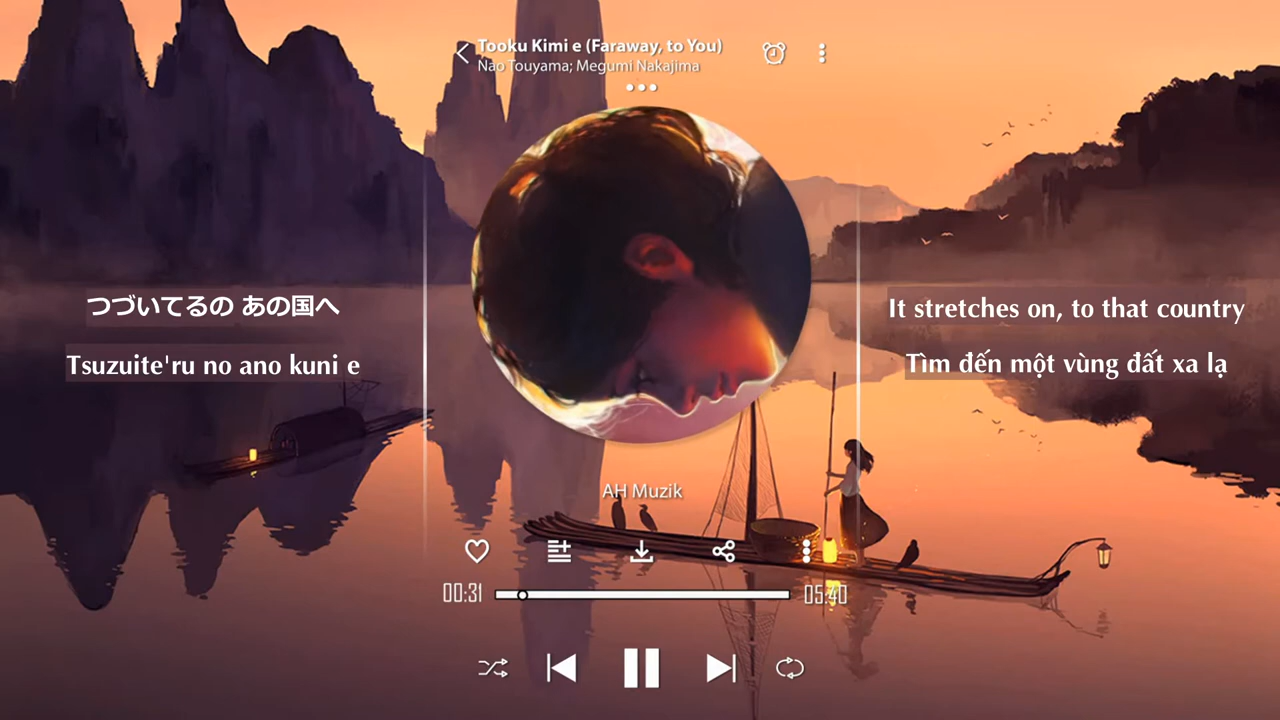 Tooku Kimi e (Faraway, to You)
Nao Touyama; Megumi Nakajima
つづいてるの あの国へ
Tsuzuite'ru no ano kuni e
It stretches on, to that country
Tìm đến một vùng đất xa lạ
AH Muzik
00:31
05:40